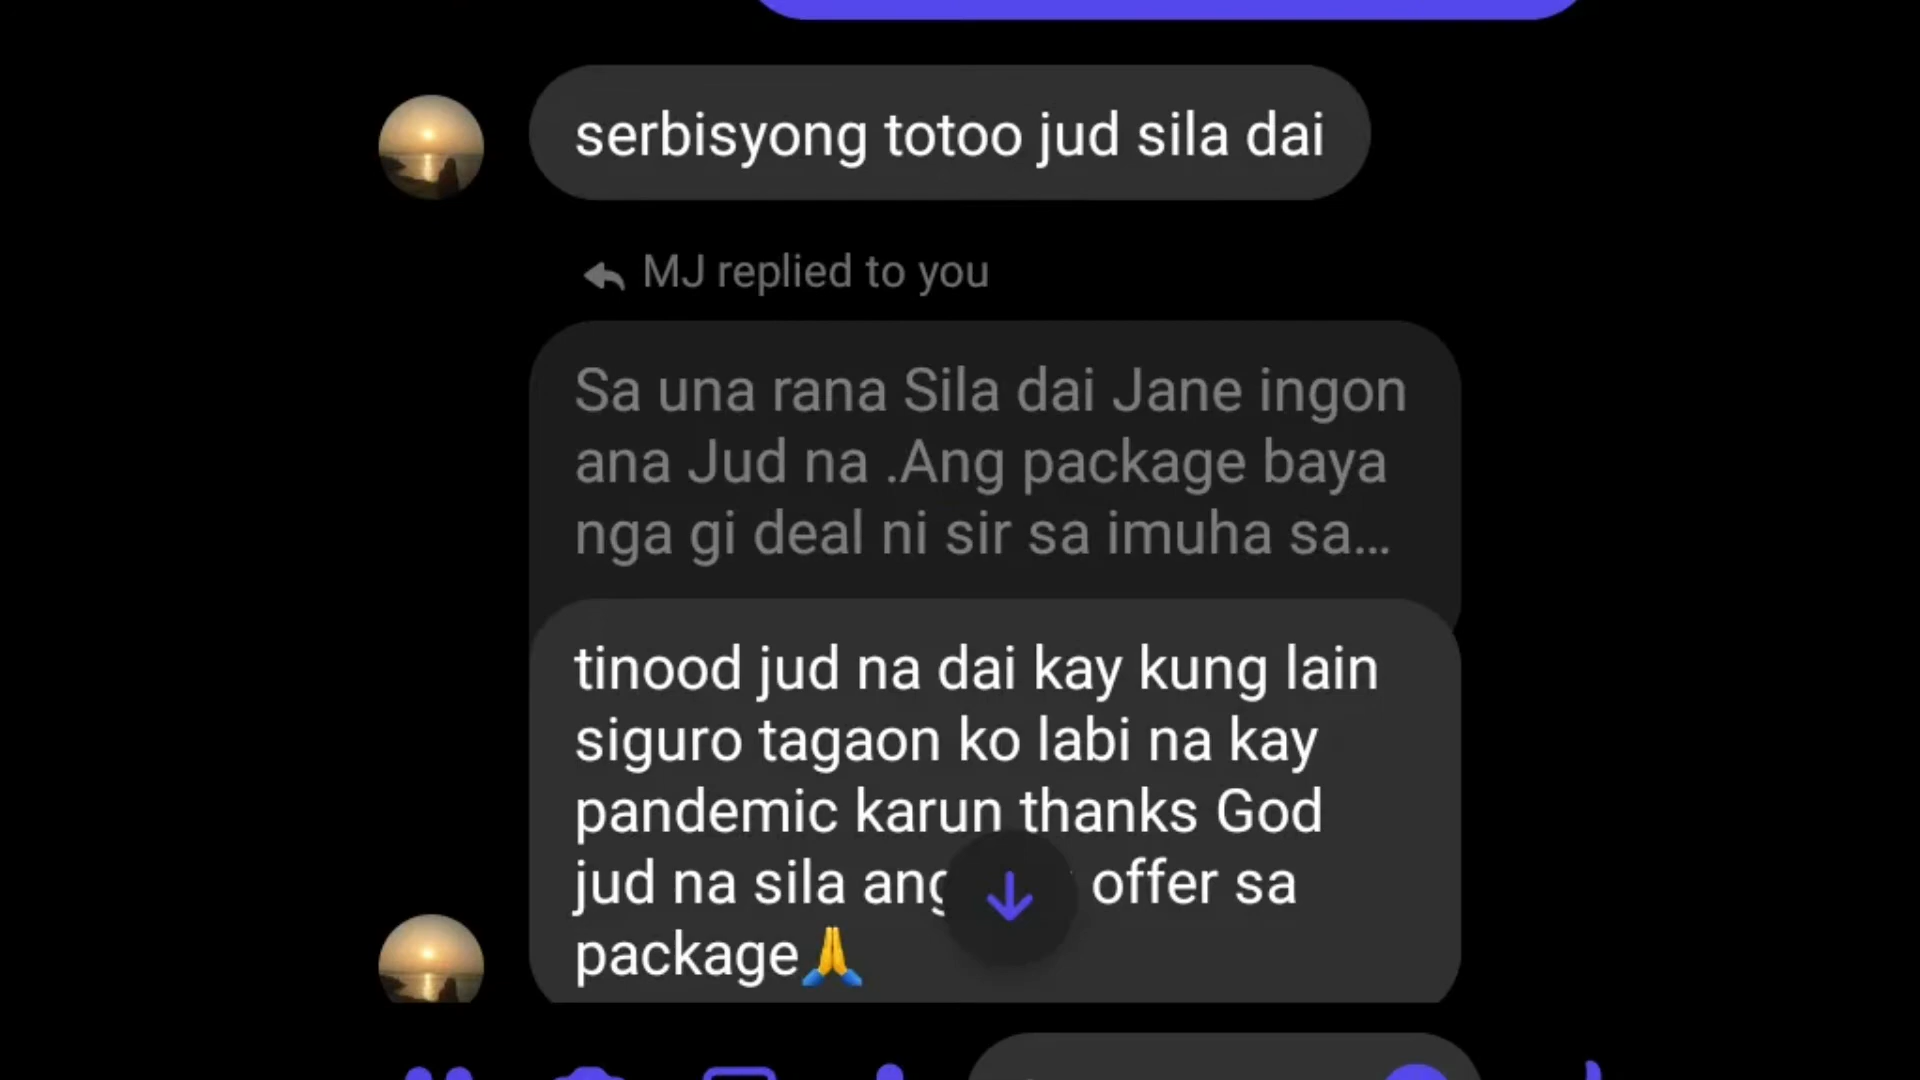 serbisyong totoo jud sila dai
MJ replied to you
Sa una rana Sila dai Jane ingon
ana Jud na .Ang package baya
nga gi deal ni sir sa imuha sa...
tinood jud na dai kay kung lain
siguro tagaon ko labi na kay
pandemic karun thanks God
jud na sila offer sa
package🙏